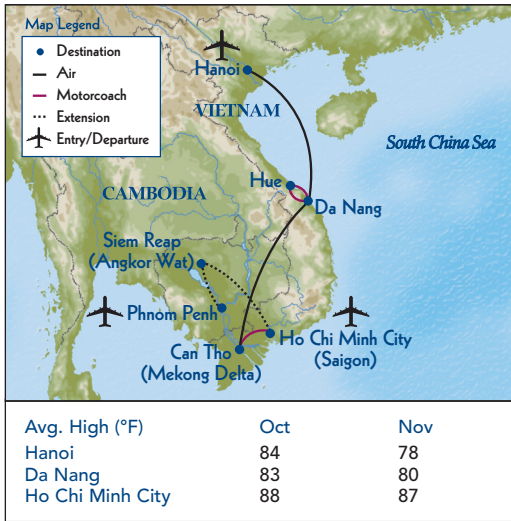 Map Legend
Destination
Air
Motorcoach
Extension
Entry/Departure
Hanoi
VIETNAM
South China Sea
Hue
Da Nang
CAMBODIA
Siem Reap
(Angkor Wat)
Phnom Penh
Ho Chi Minh City
(Saigon)
Can Tho
(Mekong Delta)
Avg. High (°F) Oct Nov
Hanoi 84 78
Da Nang 83 80
Ho Chi Minh City 88 87